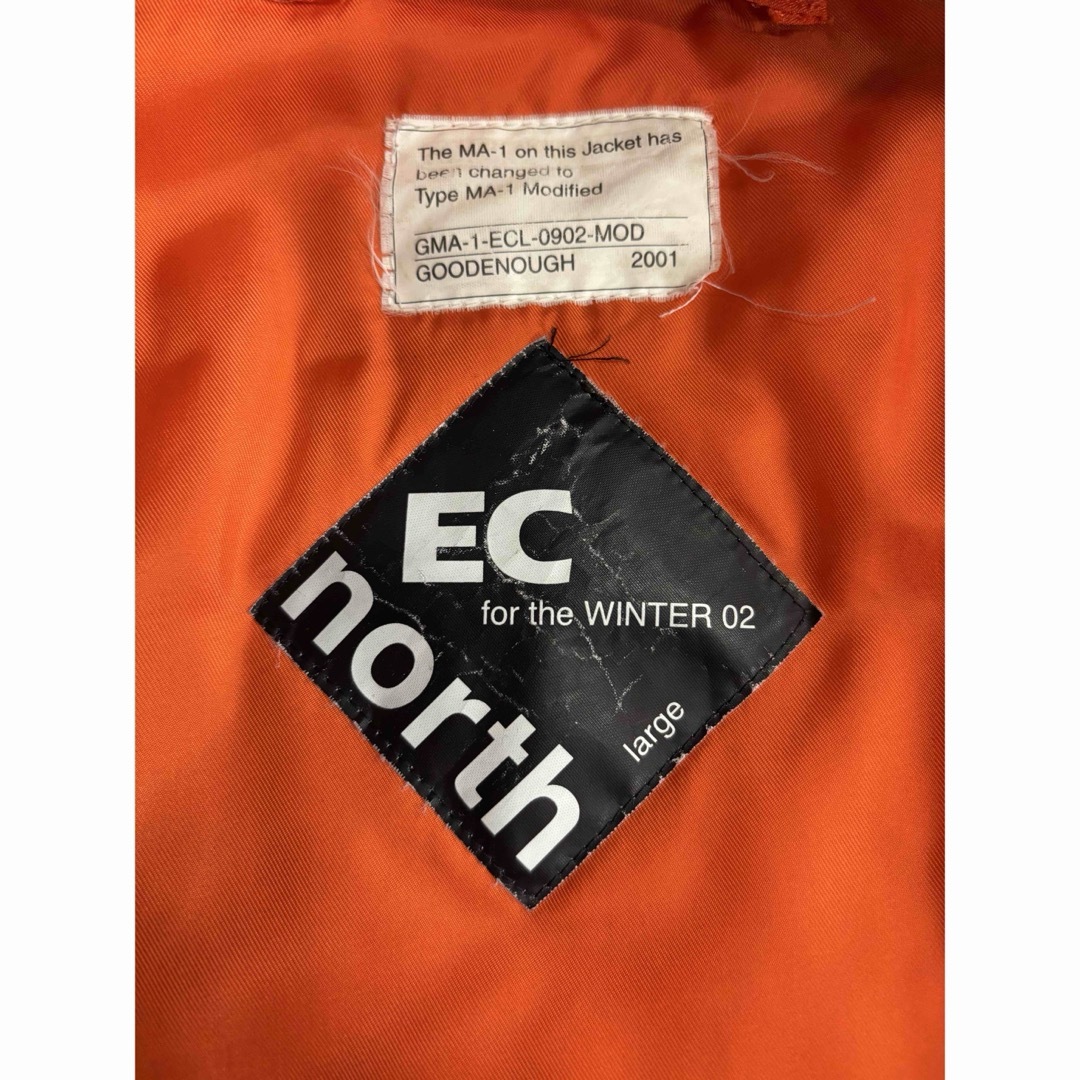 The MA-1 on this Jacket has
been changed to
Type MA-1 Modified
GMA-1-ECL-0902-MOD
GOODENOUGH 2001
EC
for the WINTER 02
north
large